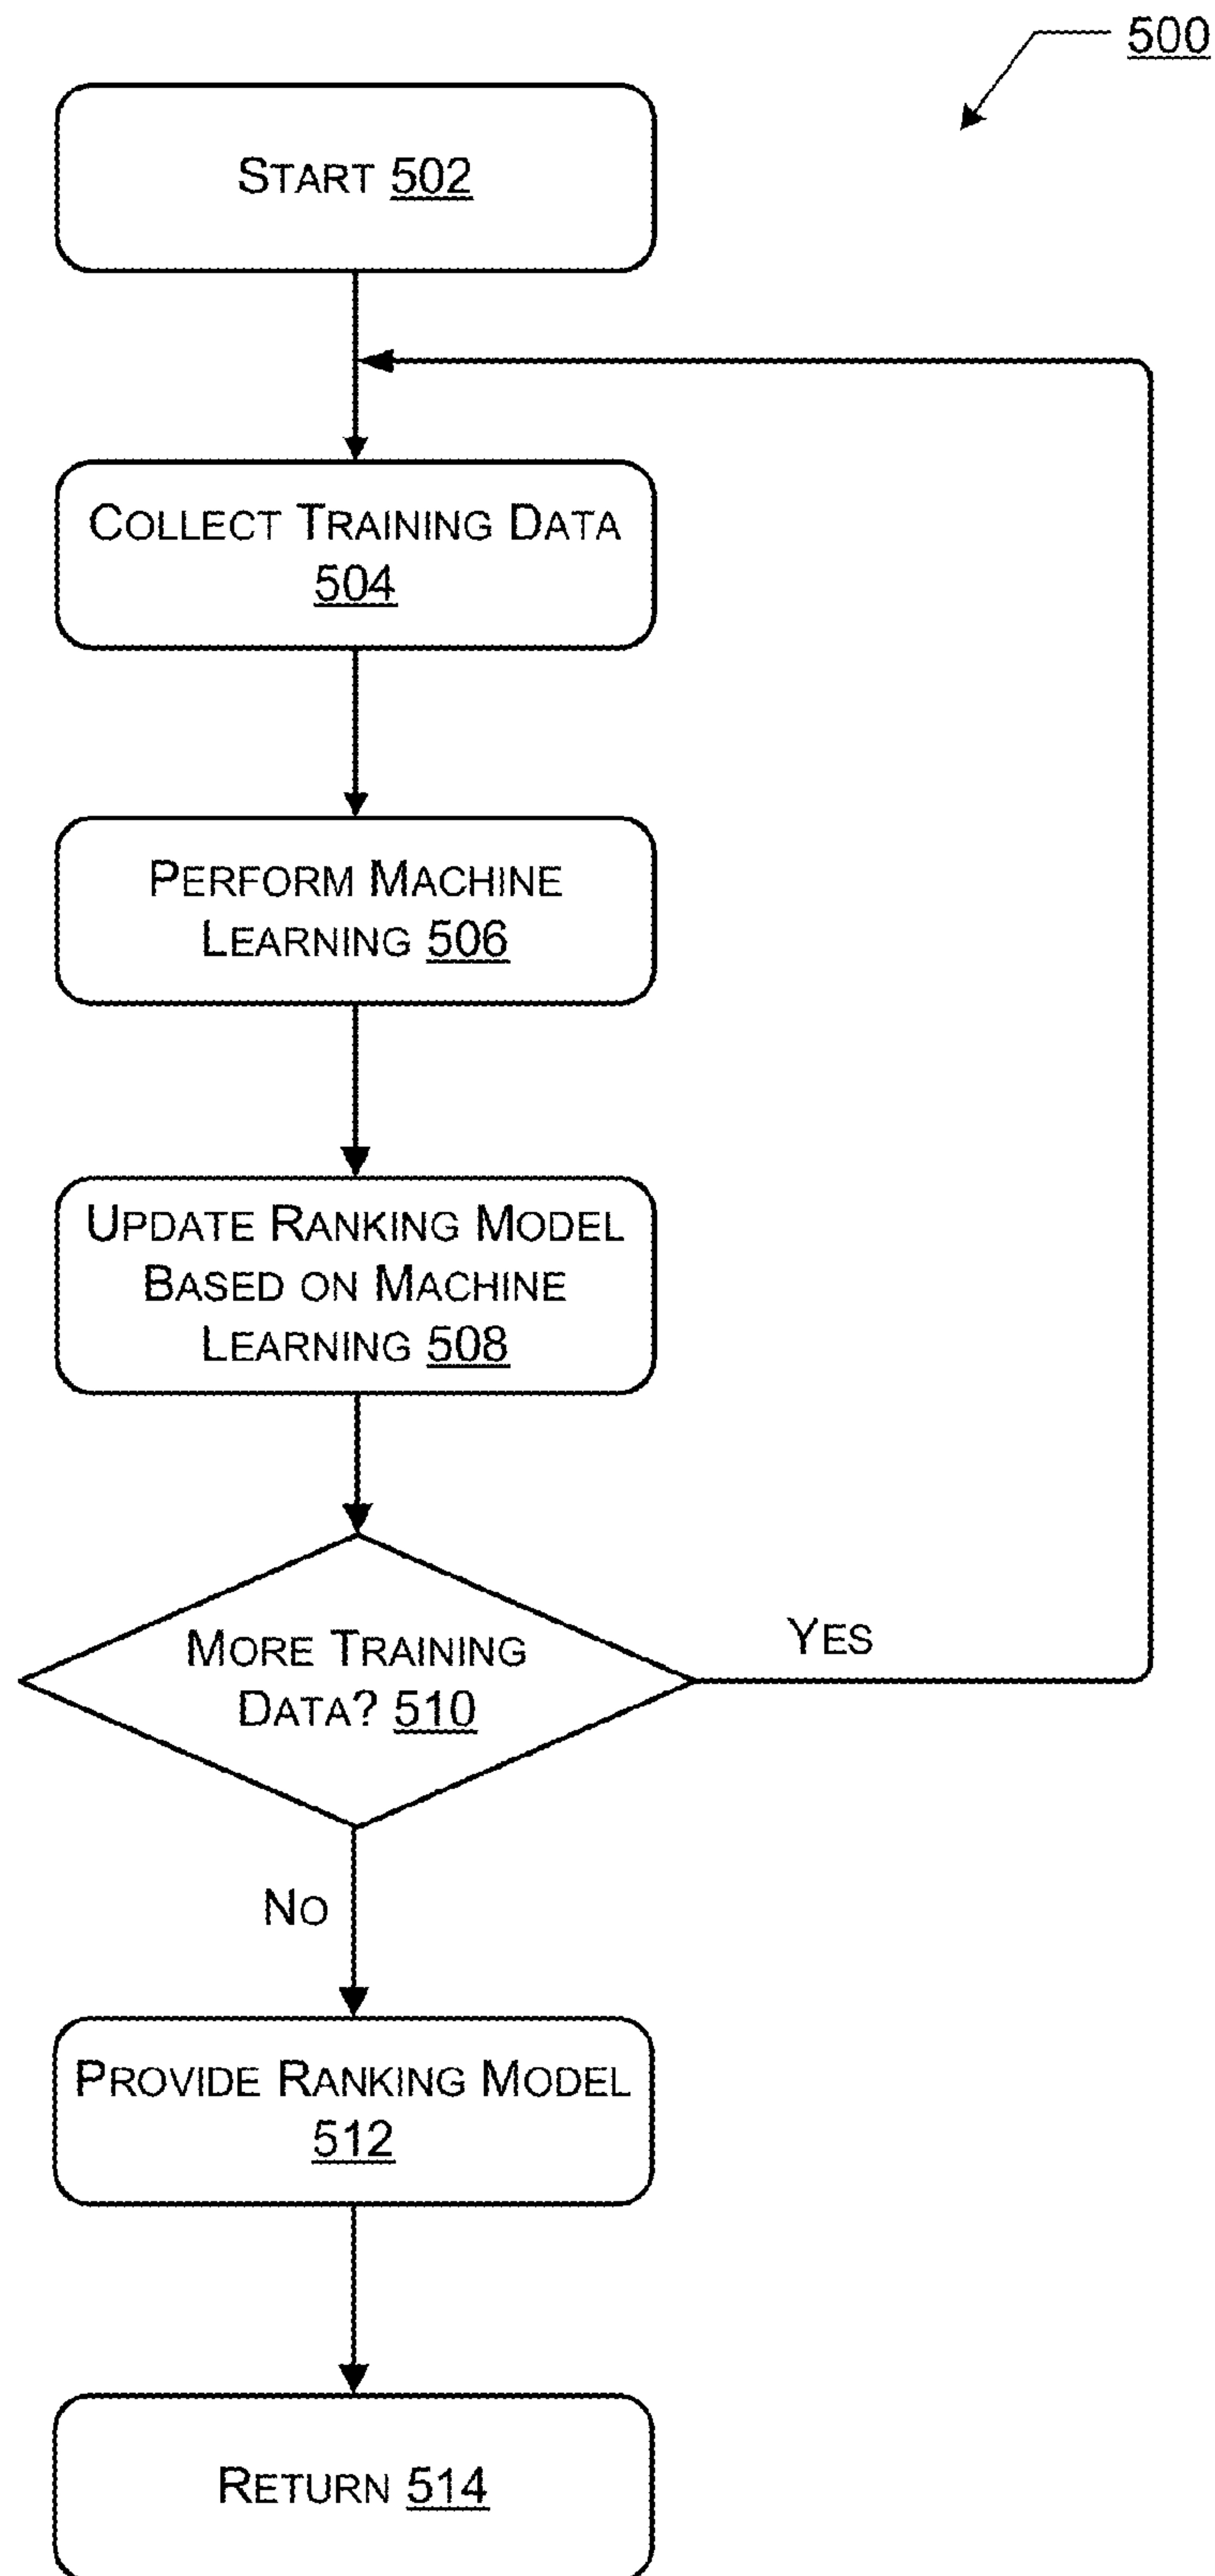 500
START 502
COLLECT TRAINING DATA
504
PERFORM MACHINE
LEARNING 506
UPDATE RANKING MODEL
BASED ON MACHINE
LEARNING 508
MORE TRAINING
DATA? 510
YES
NO
PROVIDE RANKING MODEL
512
RETURN 514